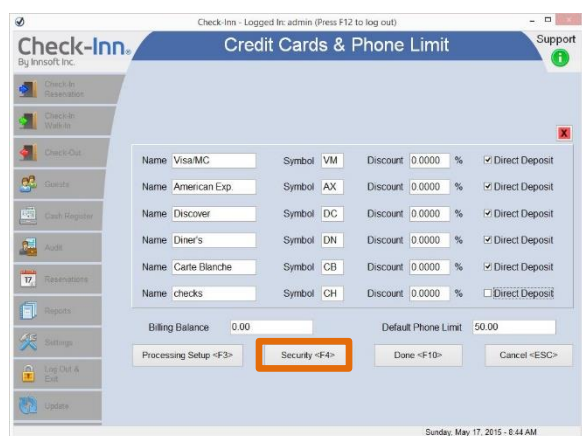 Check-Inn - Logged In: admin (Press F12 to log out)
Check-Inn®
By Innsoft Inc.
Credit Cards & Phone Limit
Support
Check-In
Reservation
Check-In
Walk-In
Check-Out
Guests
Cash Register
Audit
17
Reservations
Reports
Settings
Log Out &
Exit
Update
X
Name Visa/MC Symbol VM Discount 0.0000 % Direct Deposit
Name American Exp. Symbol AX Discount 0.0000 % Direct Deposit
Name Discover Symbol DC Discount 0.0000 % Direct Deposit
Name Diner's Symbol DN Discount 0.0000 % Direct Deposit
Name Carte Blanche Symbol CB Discount 0.0000 % Direct Deposit
Name checks Symbol CH Discount 0.0000 % Direct Deposit
Billing Balance 0.00 Default Phone Limit 50.00
Processing Setup <F3> Security <F4> Done <F10> Cancel <ESC>
Sunday, May 17, 2015 - 8:44 AM